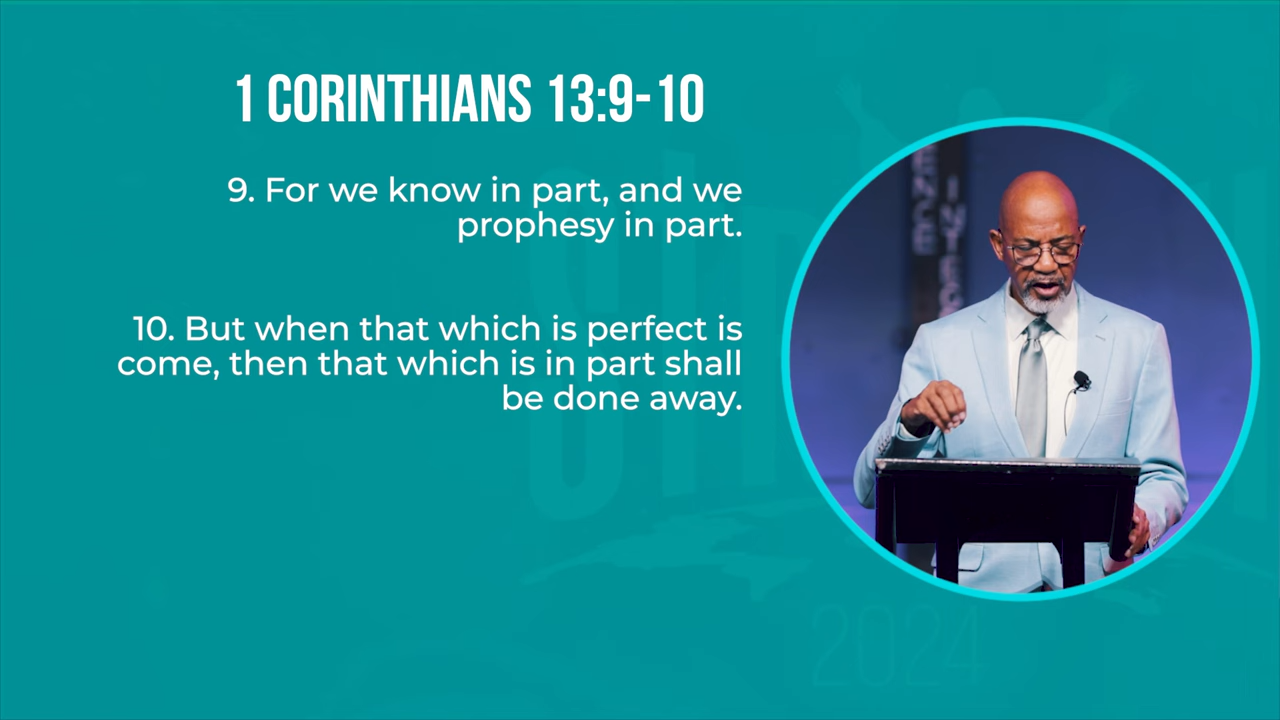 1 CORINTHIANS 13:9-10
9. For we know in part, and we
prophesy in part.
10. But when that which is perfect is
come, then that which is in part shall
be done away.
2024